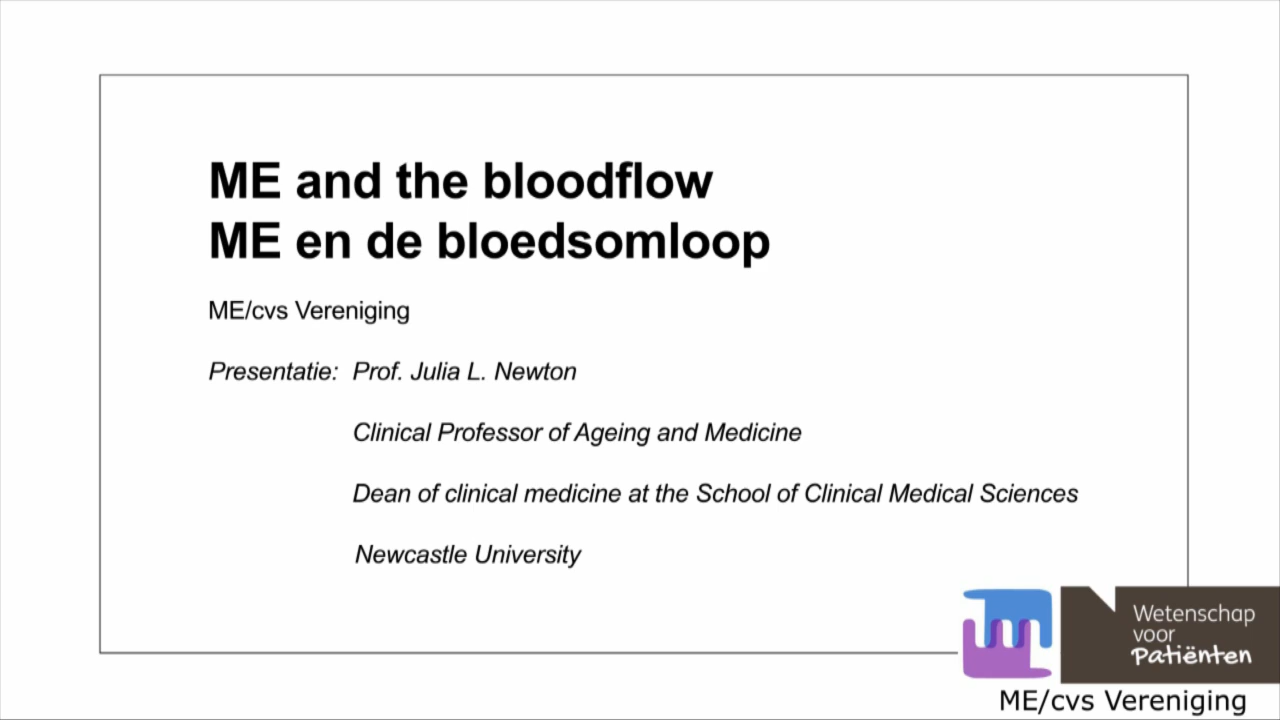 ME and the bloodflow
ME en de bloedsomloop
ME/cvs Vereniging
Presentatie: Prof. Julia L. Newton
Clinical Professor of Ageing and Medicine
Dean of clinical medicine at the School of Clinical Medical Sciences
Newcastle University
Wetenschap
voor
Patiënten
ME/cvs Vereniging